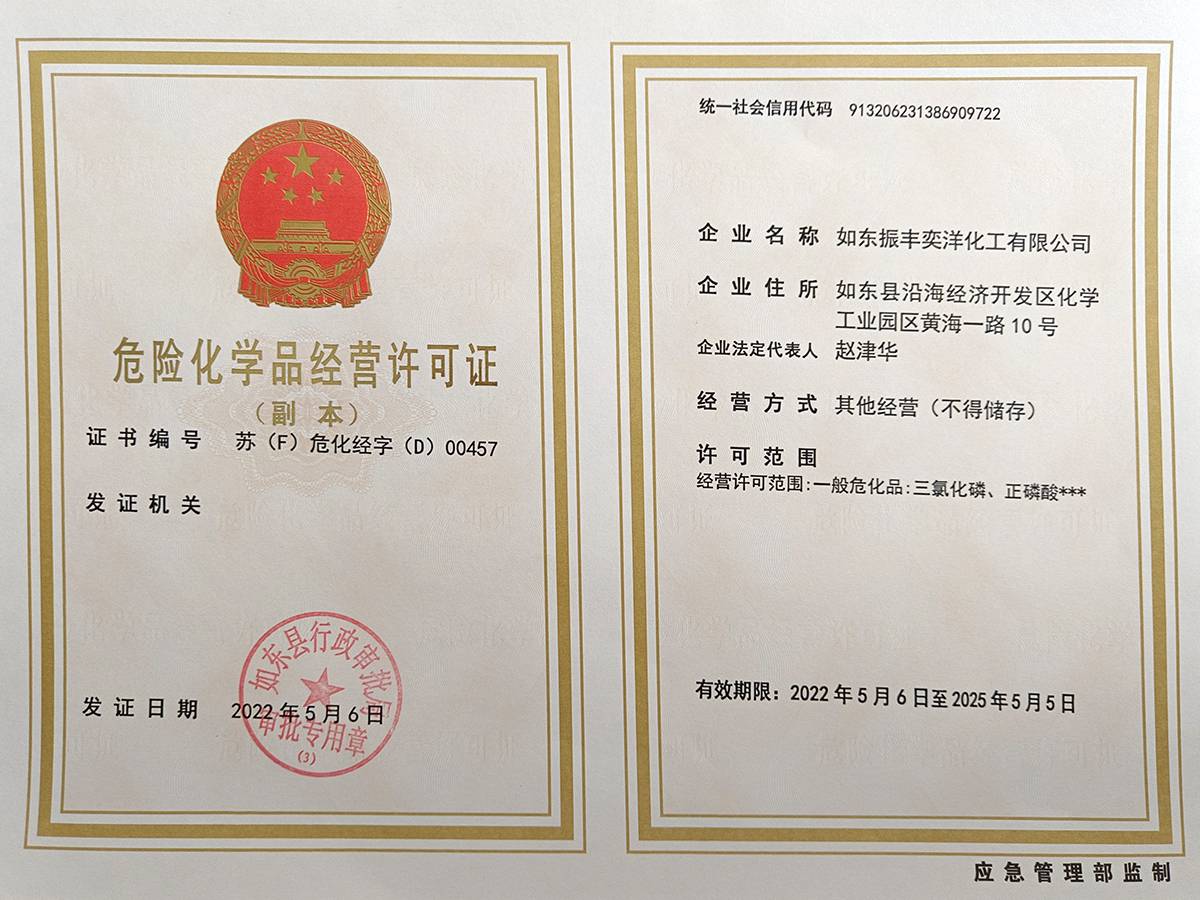 危险化学品经营许可证
（副 本）
证书编号 苏（F）危化经字（D）00457
发证机关
如东县行政审批局
审批专用章
(3)
发证日期 2022年5月6日
统一社会信用代码 913206231386909722
企业名称 如东振丰奕洋化工有限公司
企业住所 如东县沿海经济开发区化学
工业园区黄海一路10号
企业法定代表人 赵津华
经营方式 其他经营（不得储存）
许可范围
经营许可范围:一般危化品:三氯化磷、正磷酸***
有效期限：2022年5月6日至2025年5月5日
应急管理部监制